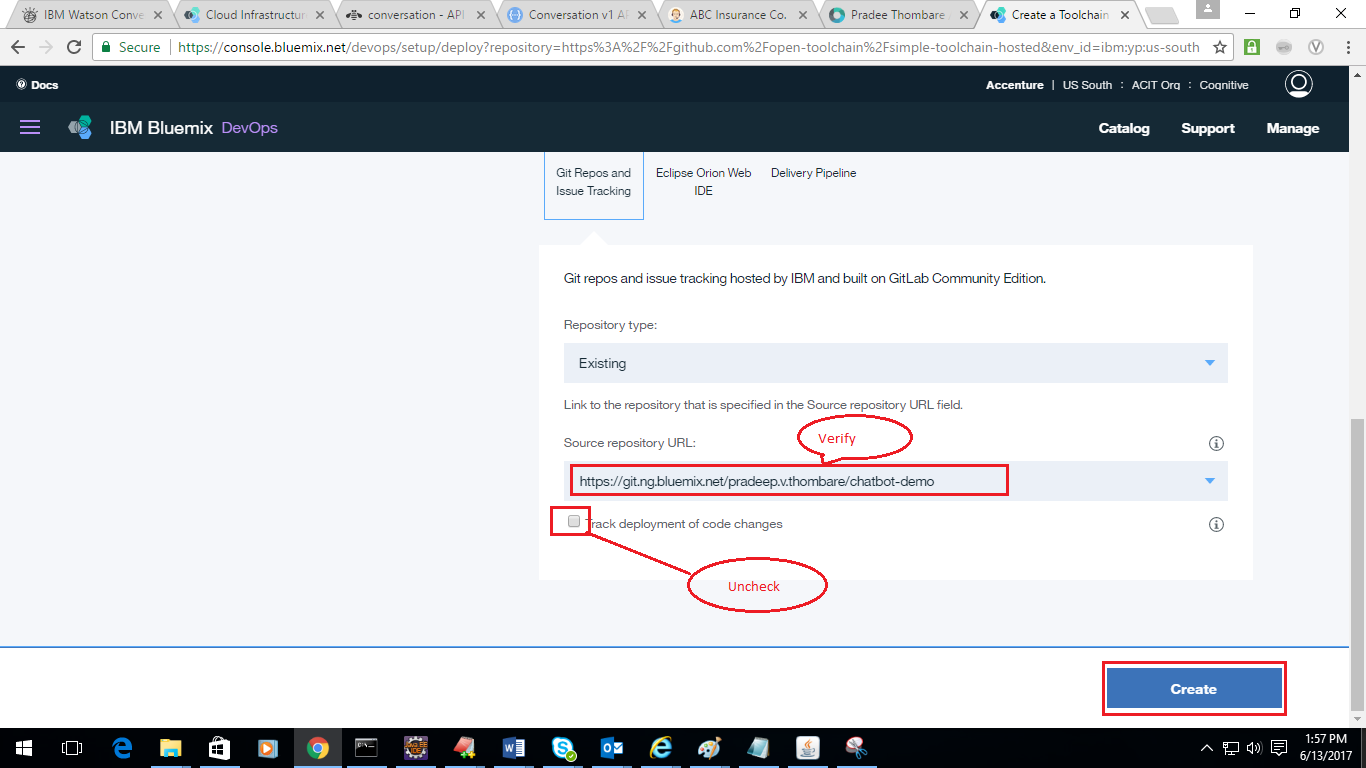 IBM Watson Conve
Cloud Infrastructur
conversation - API
Conversation v1 AP
ABC Insurance Co.
Pradee Thombare
Create a Toolchain
Secure
https://console.bluemix.net/devops/setup/deploy?repository=https%3A%2F%2Fgithub.com%2Fopen-toolchain%2Fsimple-toolchain-hosted&env_id=ibm:yp:us-south
Docs
Accenture | US South : ACIT Org : Cognitive
IBM Bluemix DevOps
Catalog
Support
Manage
Git Repos and
Issue Tracking
Eclipse Orion Web
IDE
Delivery Pipeline
Git repos and issue tracking hosted by IBM and built on GitLab Community Edition.
Repository type:
Existing
Link to the repository that is specified in the Source repository URL field.
Verify
Source repository URL:
https://git.ng.bluemix.net/pradeep.v.thombare/chatbot-demo
Track deployment of code changes
Uncheck
Create
1:57 PM
6/13/2017